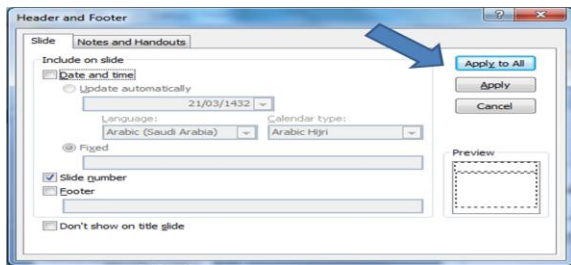 Header and Footer
Slide
Notes and Handouts
Include on slide
Date and time
Update automatically
21/03/1432
Language:
Calendar type:
Arabic (Saudi Arabia)
Arabic Hijri
Fixed
Slide number
Footer
Don't show on title slide
Apply to All
Apply
Cancel
Preview